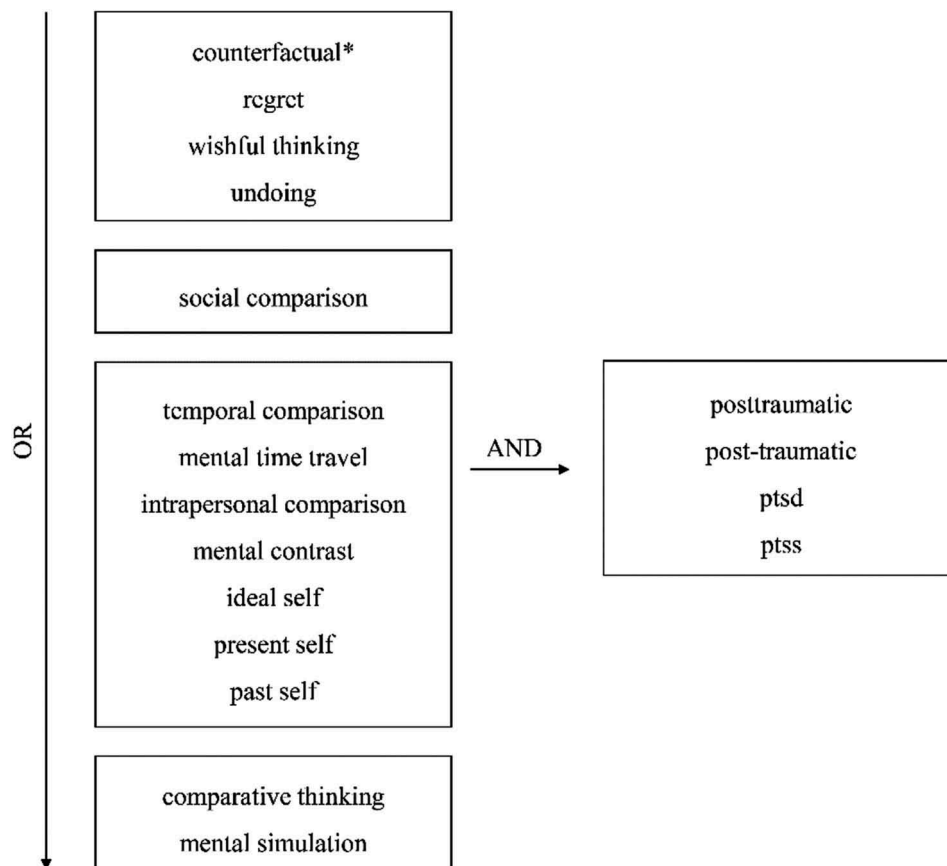 counterfactual*
regret
wishful thinking
undoing
social comparison
temporal comparison
mental time travel
intrapersonal comparison
mental contrast
ideal self
present self
past self
comparative thinking
mental simulation
OR
AND
posttraumatic
post-traumatic
ptsd
ptss